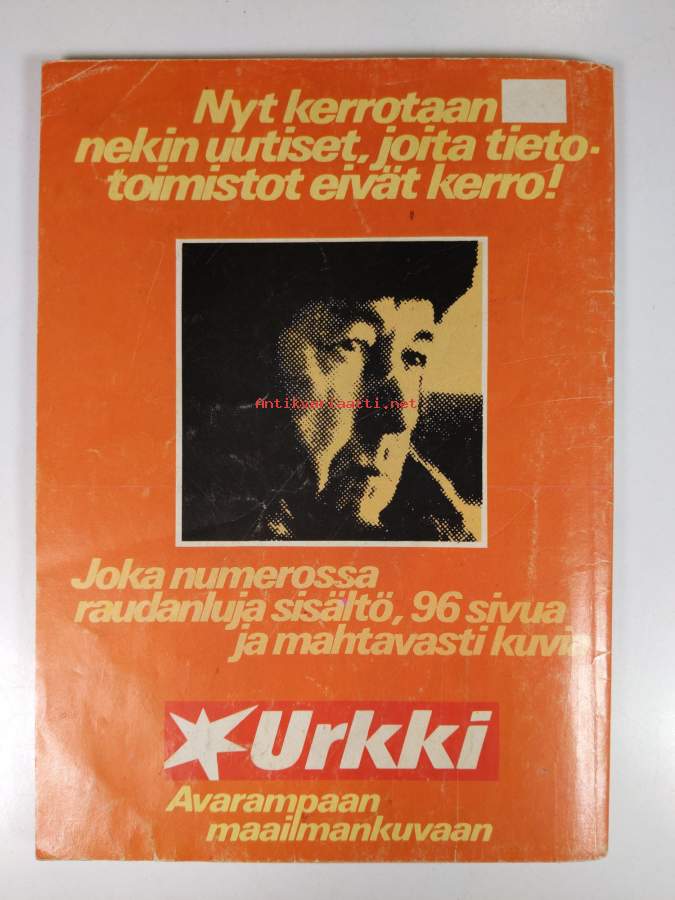 Nyt kerrotaan
nekin uutiset, joita tieto-
toimistot eivät kerro!
Antikvariaatti.net
Joka numerossa
raudanluja sisältö, 96 sivua
ja mahtavasti kuvia
Urkki
Avarampaan
maailmankuvaan